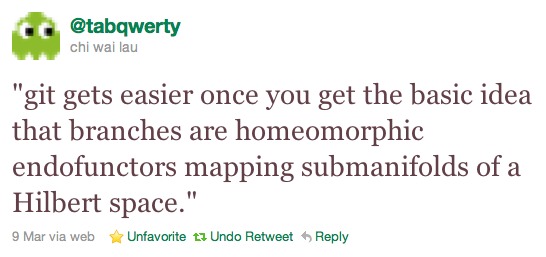 @tabqwerty
chi wai lau
"git gets easier once you get the basic idea
that branches are homeomorphic
endofunctors mapping submanifolds of a
Hilbert space."
9 Mar via web Unfavorite Undo Retweet Reply